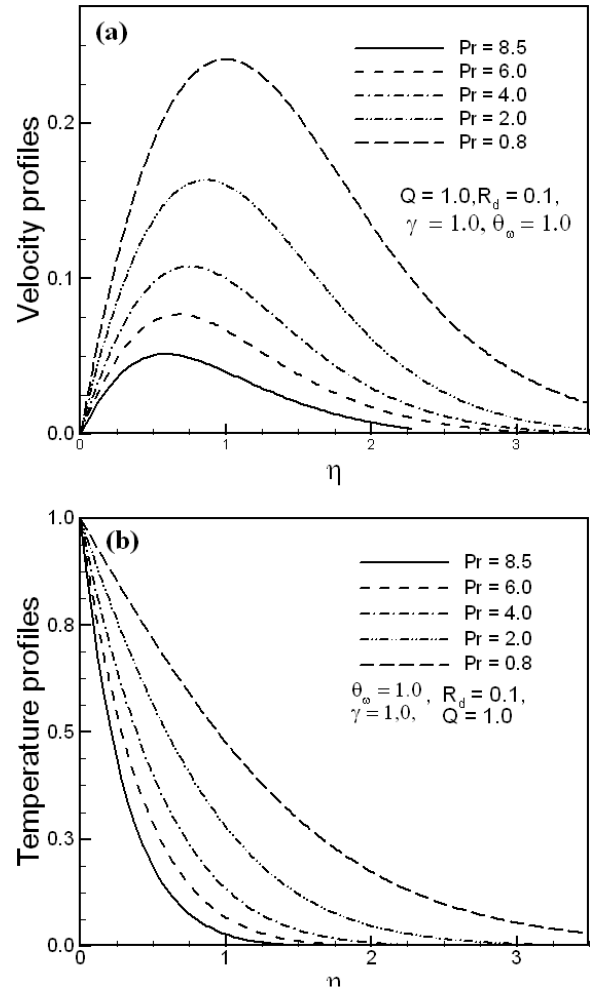 (a)
Pr = 8.5
Pr = 6.0
Pr = 4.0
Pr = 2.0
Pr = 0.8
Q = 1.0, R_d = 0.1,
γ = 1.0, θ_ω = 1.0
Velocity profiles
0.2
0.1
0.0
0 1 2 3
η
(b)
Pr = 8.5
Pr = 6.0
Pr = 4.0
Pr = 2.0
Pr = 0.8
θ_ω = 1.0 , R_d = 0.1,
γ = 1,0, Q = 1.0
Temperature profiles
1.0
0.8
0.5
0.3
0.0
0 1 2 3
η